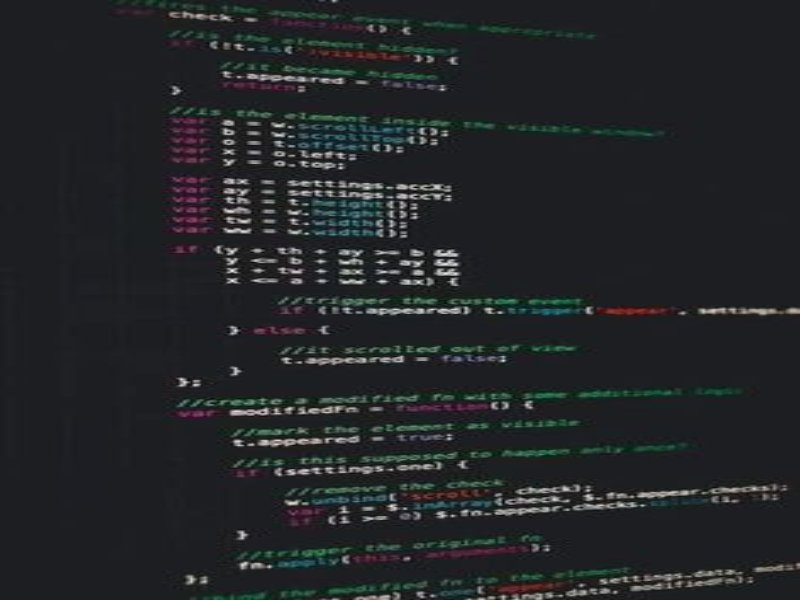 //fires the appear event when appropriate
var check = function() {
//is the element hidden?
if (!t.is(':visible')) {
//it became hidden
t.appeared = false;
return;
}
//is the element inside the visible window?
var a = w.scrollLeft();
var b = w.scrollTop();
var o = t.offset();
var x = o.left;
var y = o.top;
var ax = settings.accX;
var ay = settings.accY;
var th = t.height();
var wh = w.height();
var tw = t.width();
var ww = w.width();
if (y + th + ay >= b &&
y <= b + wh + ay &&
x + tw + ax >= a &&
x <= a + ww + ax) {
//trigger the custom event
if (!t.appeared) t.trigger('appear', settings.
} else {
//it scrolled out of view
t.appeared = false;
}
};
//create a modified fn with some additional logic
var modifiedFn = function() {
//mark the element as visible
t.appeared = true;
//is this supposed to happen only once?
if (settings.one) {
//remove the check
w.unbind('scroll', check);
var i = $.inArray(check, $.fn.appear.checks);
if (i >= 0) $.fn.appear.checks.
}
//trigger the original fn
fn.apply(this, arguments);
};
//bind the modified fn to the element
one) t.one('appear', settings.data,
settings.data, modifiedFn);